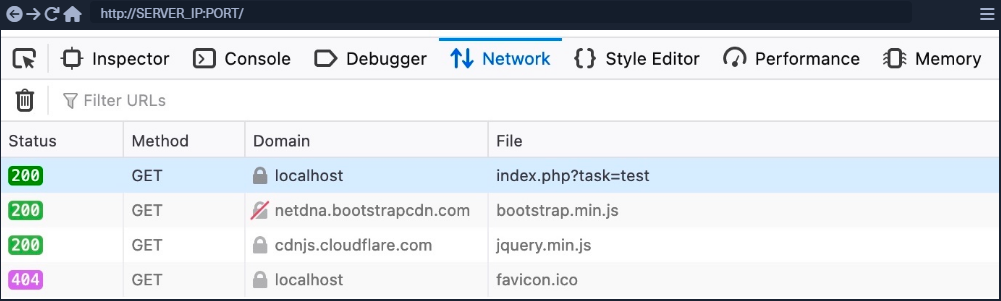 http://SERVER_IP:PORT/
Inspector Console Debugger Network Style Editor Performance Memory
Filter URLs
Status Method Domain File
200 GET localhost index.php?task=test
200 GET netdna.bootstrapcdn.com bootstrap.min.js
200 GET cdnjs.cloudflare.com jquery.min.js
404 GET localhost favicon.ico